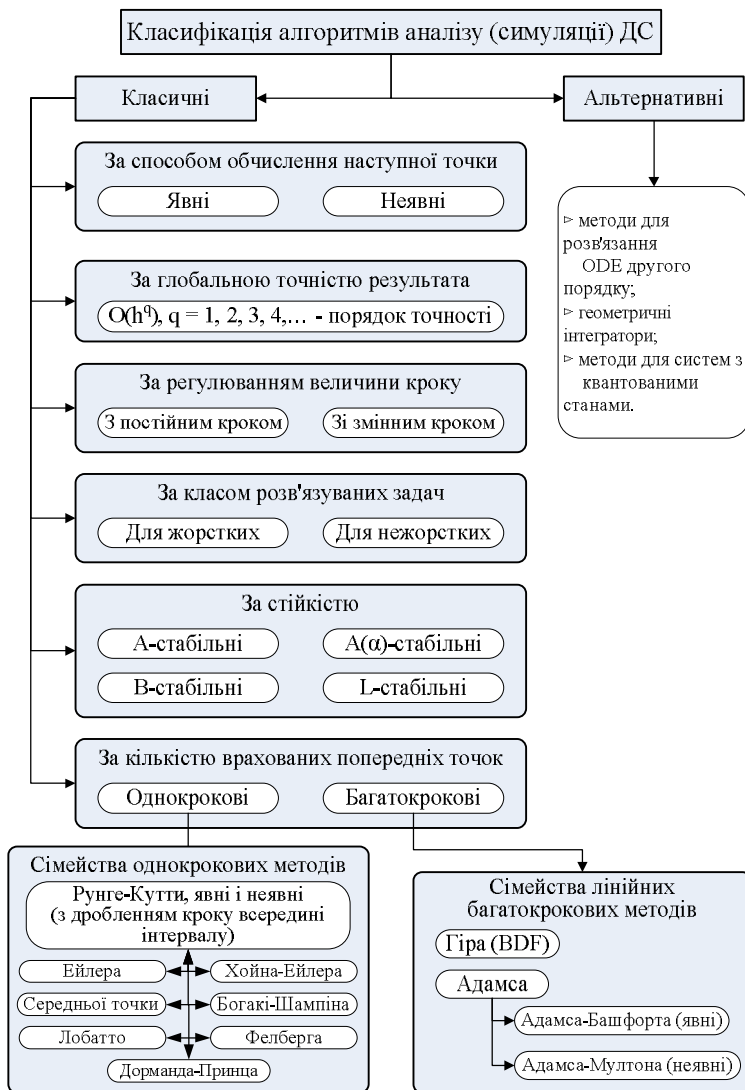 Класифікація алгоритмів аналізу (симуляції) ДС
Класичні
Альтернативні
За способом обчислення наступної точки
Явні
Неявні
▻ методи для
розв'язання
ODE другого
порядку;
▻ геометричні
інтегратори;
▻ методи для систем з
квантованими
станами.
За глобальною точністю результата
O(h^q), q = 1, 2, 3, 4,... - порядок точності
За регулюванням величини кроку
З постійним кроком
Зі змінним кроком
За класом розв'язуваних задач
Для жорстких
Для нежорстких
За стійкістю
A-стабільні
A(α)-стабільні
B-стабільні
L-стабільні
За кількістю врахованих попередніх точок
Однокрокові
Багатокрокові
Сімейства однокрокових методів
Рунге-Кутти, явні і неявні
(з дробленням кроку всередині
інтервалу)
Ейлера
Хойна-Ейлера
Середньої точки
Богакі-Шампіна
Лобатто
Фелберга
Дорманда-Принца
Сімейства лінійних
багатокрокових методів
Гіра (BDF)
Адамса
Адамса-Башфорта (явні)
Адамса-Мултона (неявні)